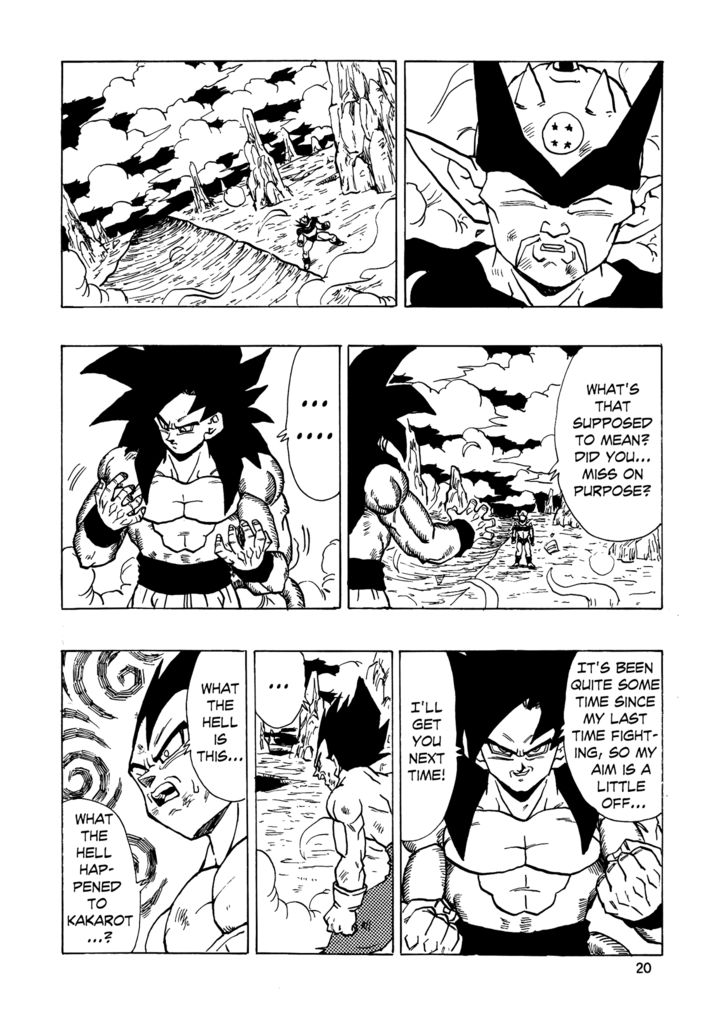 WHAT'S
THAT
SUPPOSED
TO MEAN?
DID YOU...
MISS ON
PURPOSE?
...
....
IT'S BEEN
QUITE SOME
TIME SINCE
MY LAST
TIME FIGHT-
ING, SO MY
AIM IS A
LITTLE
OFF...
I'LL
GET
YOU
NEXT
TIME!
...
WHAT
THE
HELL
IS
THIS...
WHAT
THE
HELL
HAP-
PENED
TO
KAKAROT
...?
20